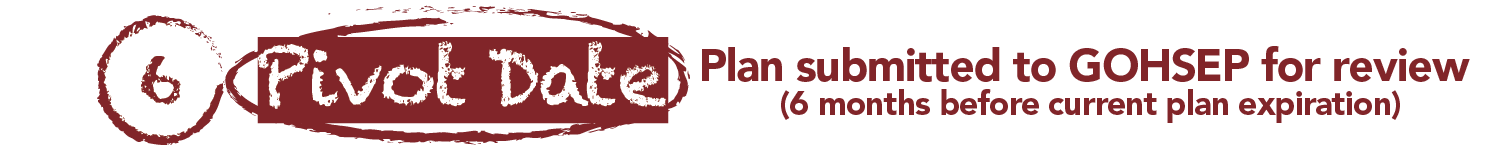 6 Pivot Date
Plan submitted to GOHSEP for review
(6 months before current plan expiration)